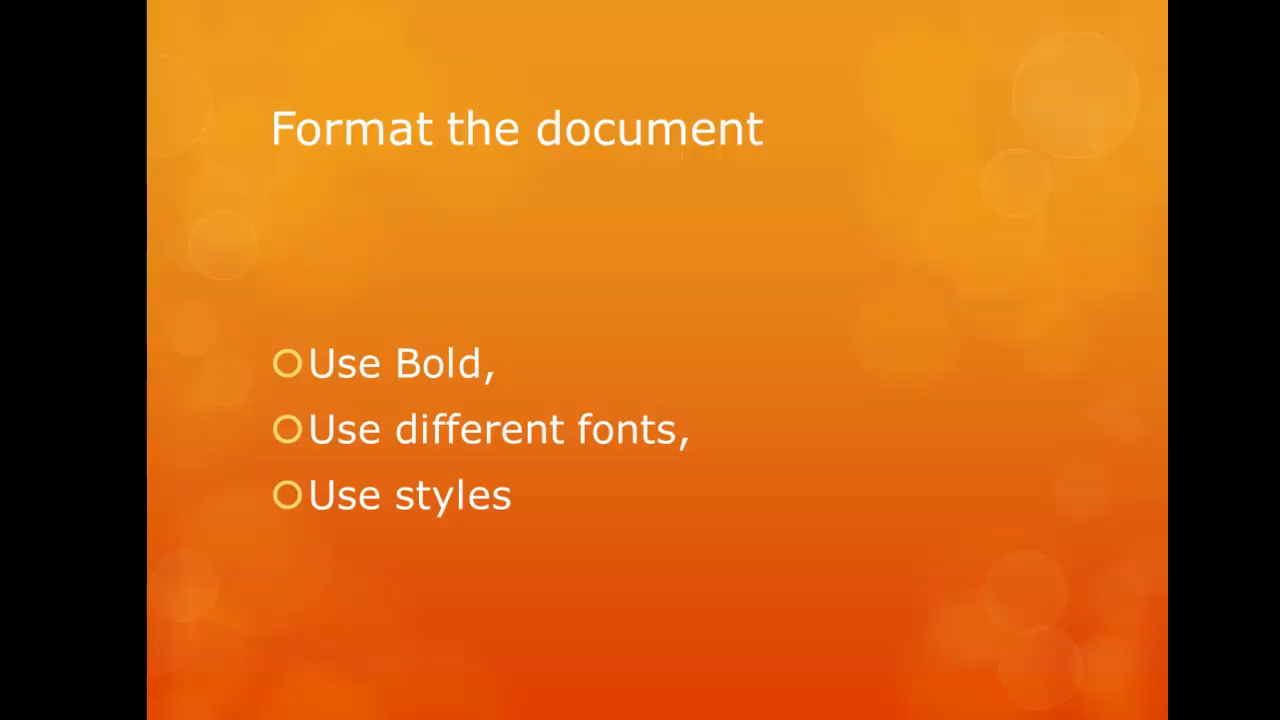 Format the document
Use Bold,
Use different fonts,
Use styles